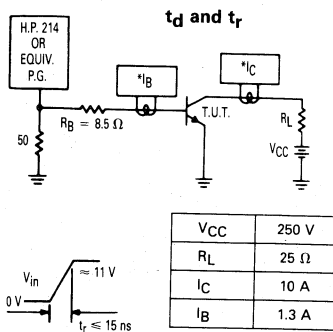 td and tr
H.P. 214
OR
EQUIV.
P.G.
*IB
*IC
50
RB = 8.5 Ω
T.U.T.
RL
VCC
Vin
≈ 11 V
0 V
tr ≤ 15 ns
VCC 250 V
RL 25 Ω
IC 10 A
IB 1.3 A